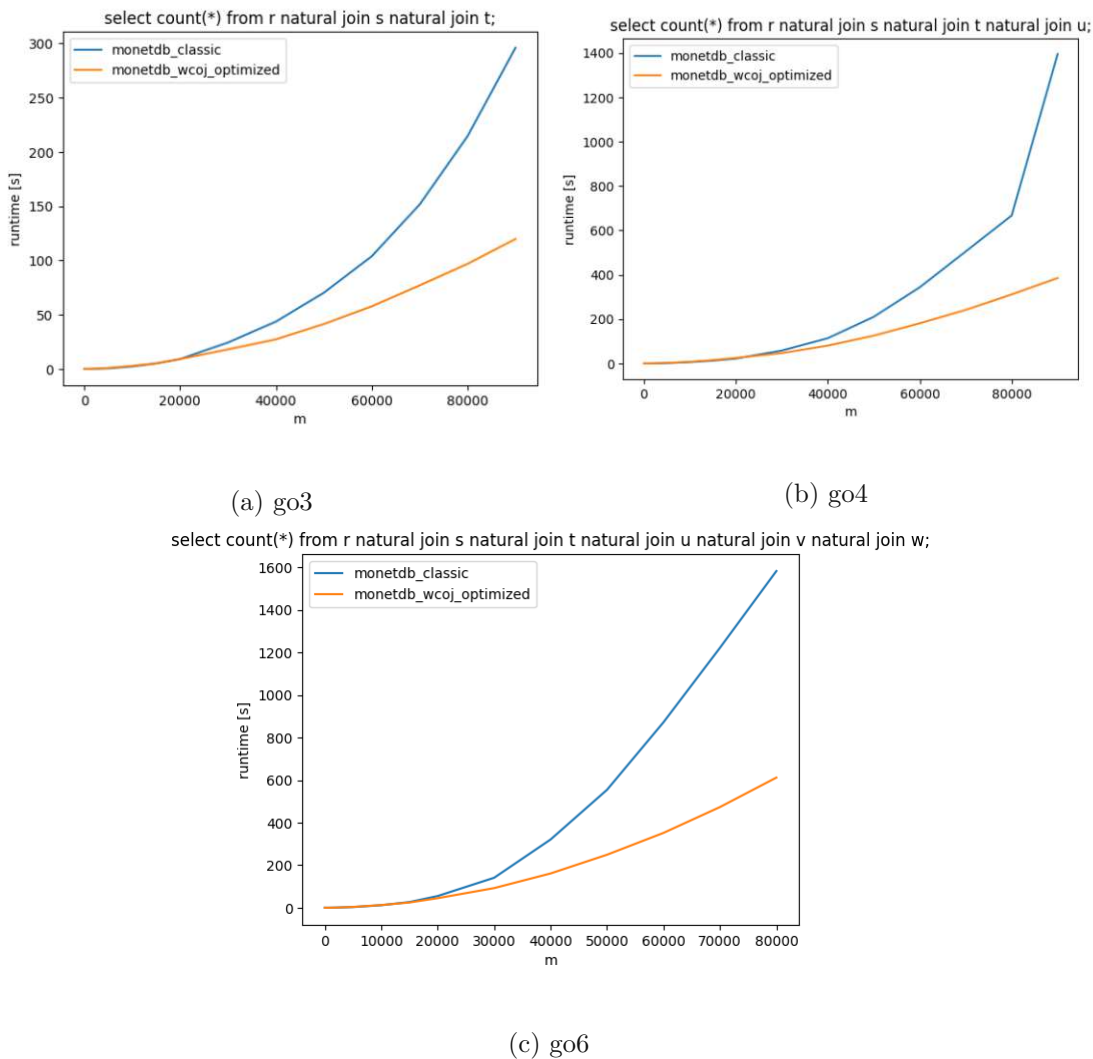 select count(*) from r natural join s natural join t;
monetdb_classic
monetdb_wcoj_optimized
runtime [s]
300
250
200
150
100
50
0
0 20000 40000 60000 80000
m
(a) go3
select count(*) from r natural join s natural join t natural join u;
monetdb_classic
monetdb_wcoj_optimized
runtime [s]
1400
1200
1000
800
600
400
200
0
0 20000 40000 60000 80000
m
(b) go4
select count(*) from r natural join s natural join t natural join u natural join v natural join w;
monetdb_classic
monetdb_wcoj_optimized
runtime [s]
1600
1400
1200
1000
800
600
400
200
0
0 10000 20000 30000 40000 50000 60000 70000 80000
m
(c) go6